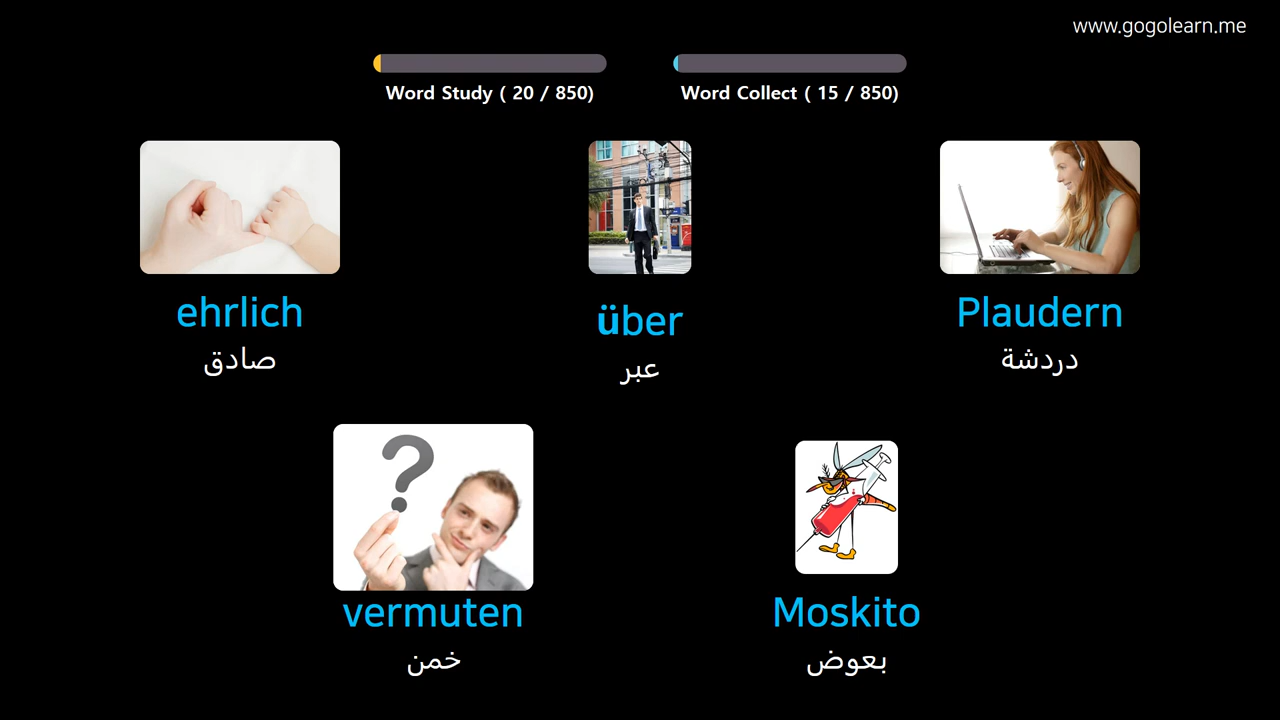 www.gogolearn.me
Word Study ( 20 / 850)
Word Collect ( 15 / 850)
ehrlich
صادق
über
عبر
Plaudern
دردشة
?
vermuten
خمن
Moskito
بعوض